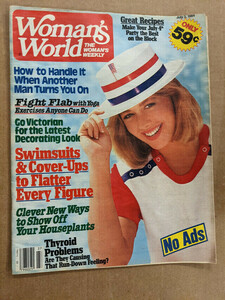 Woman's
World
THE
WOMAN'S
WEEKLY
Great Recipes
Make Your July 4th
Party the Best
on the Block
ONLY
59¢
How to Handle It
When Another
Man Turns You On
Fight Flab with Yoga
Exercises Anyone Can Do
Go Victorian
for the Latest
Decorating Look
Swimsuits
& Cover-Ups
to Flatter
Every Figure
Clever New Ways
to Show Off
Your Houseplants
Thyroid
Problems
Are They Causing
That Run-Down Feeling?
No Ads